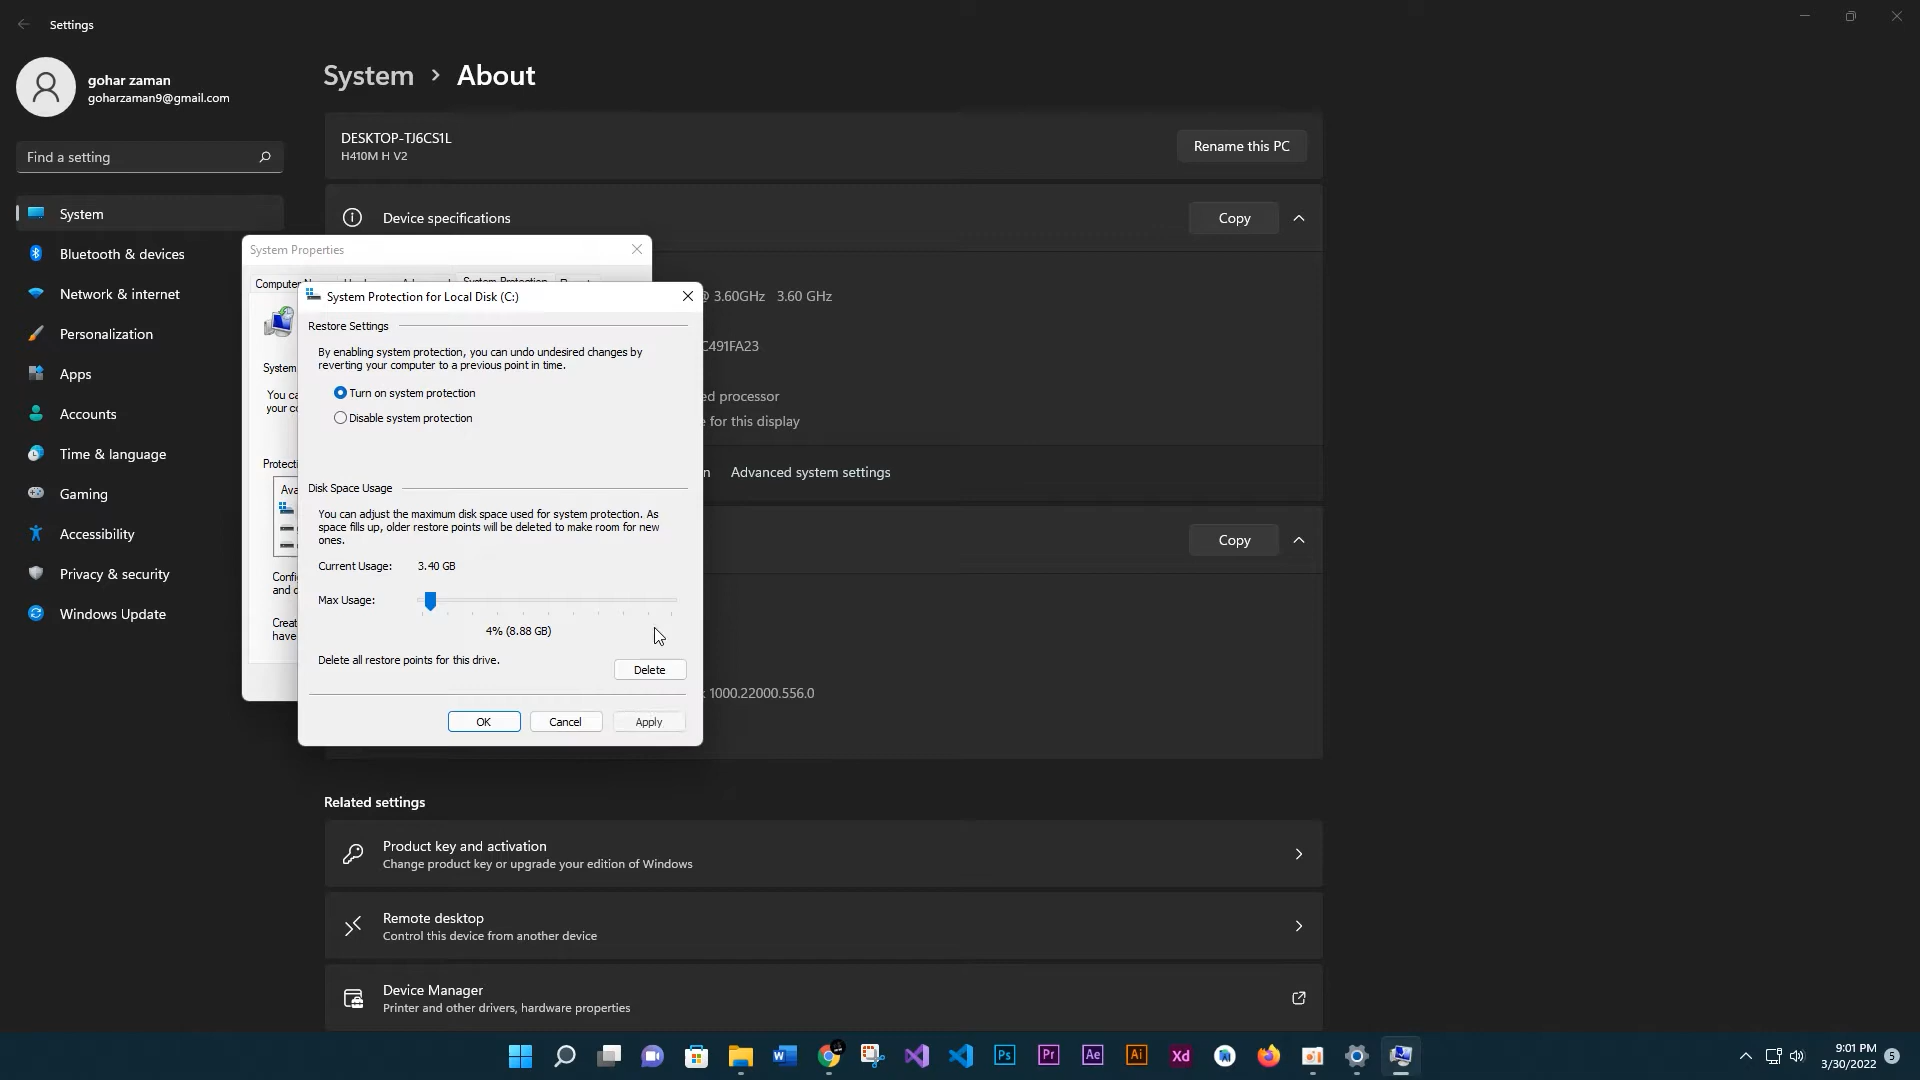 Settings
gohar zaman
goharzaman9@gmail.com
Find a setting
System
Bluetooth & devices
Network & internet
Personalization
Apps
Accounts
Time & language
Gaming
Accessibility
Privacy & security
Windows Update
System > About
DESKTOP-TJ6CS1L
H410M H V2
Rename this PC
Device specifications
Copy
System Properties
System Protection
System Protection for Local Disk (C:)
3.60GHz 3.60 GHz
Restore Settings
By enabling system protection, you can undo undesired changes by
reverting your computer to a previous point in time.
C491FA23
Turn on system protection
ed processor
Disable system protection
for this display
Advanced system settings
Disk Space Usage
You can adjust the maximum disk space used for system protection. As
space fills up, older restore points will be deleted to make room for new
ones.
Copy
Current Usage: 3.40 GB
Max Usage:
4% (8.88 GB)
Delete all restore points for this drive.
Delete
1000.22000.556.0
OK
Cancel
Apply
Related settings
Product key and activation
Change product key or upgrade your edition of Windows
Remote desktop
Control this device from another device
Device Manager
Printer and other drivers, hardware properties
9:01 PM
3/30/2022
5